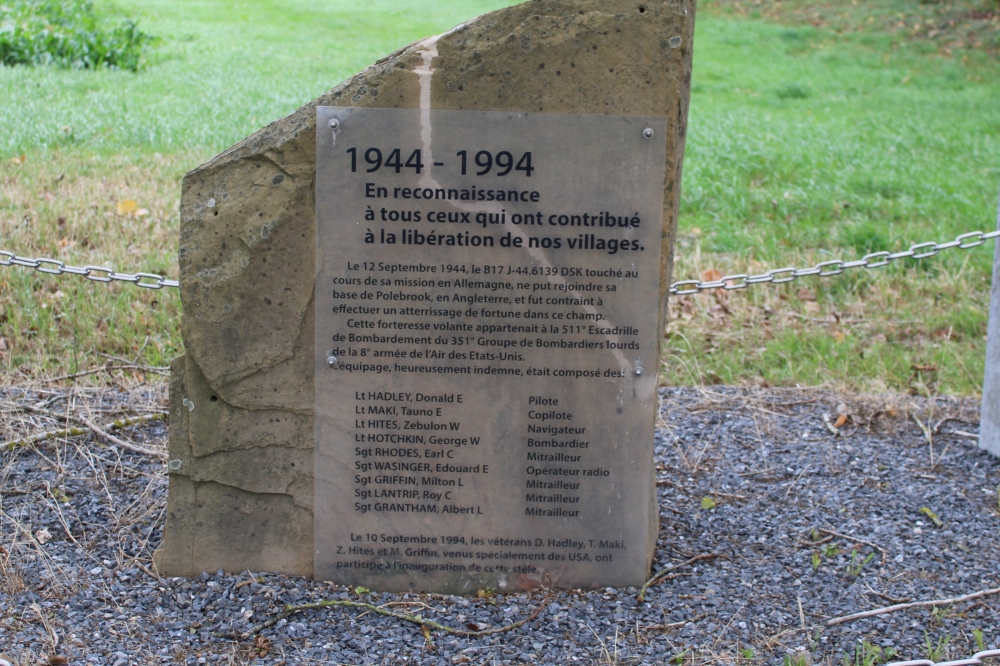 1944 - 1994
En reconnaissance
à tous ceux qui ont contribué
à la libération de nos villages.
Le 12 Septembre 1944, le B17 J-44.6139 DSK touché au
cours de sa mission en Allemagne, ne put rejoindre sa
base de Polebrook, en Angleterre, et fut contraint à
effectuer un atterrissage de fortune dans ce champ.
Cette forteresse volante appartenait à la 511° Escadrille
de Bombardement du 351° Groupe de Bombardiers lourds
de la 8° armée de l'Air des Etats-Unis.
L'équipage, heureusement indemne, était composé des:
Lt HADLEY, Donald E Pilote
Lt MAKI, Tauno E Copilote
Lt HITES, Zebulon W Navigateur
Lt HOTCHKIN, George W Bombardier
Sgt RHODES, Earl C Mitrailleur
Sgt WASINGER, Edouard E Opérateur radio
Sgt GRIFFIN, Milton L Mitrailleur
Sgt LANTRIP, Roy C Mitrailleur
Sgt GRANTHAM, Albert L Mitrailleur
Le 10 Septembre 1994, les vétérans D. Hadley, T. Maki,
Z. Hites et M. Griffin, venus spécialement des USA, ont
participé à l'inauguration de cette stèle.